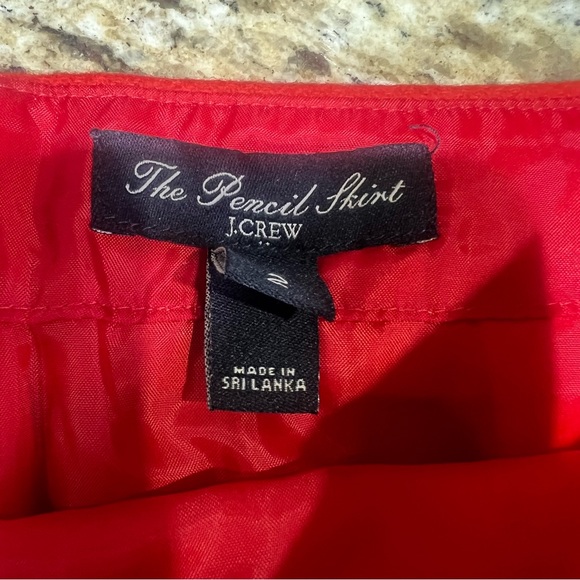 The Pencil Skirt
J.CREW
2
MADE IN
SRI LANKA